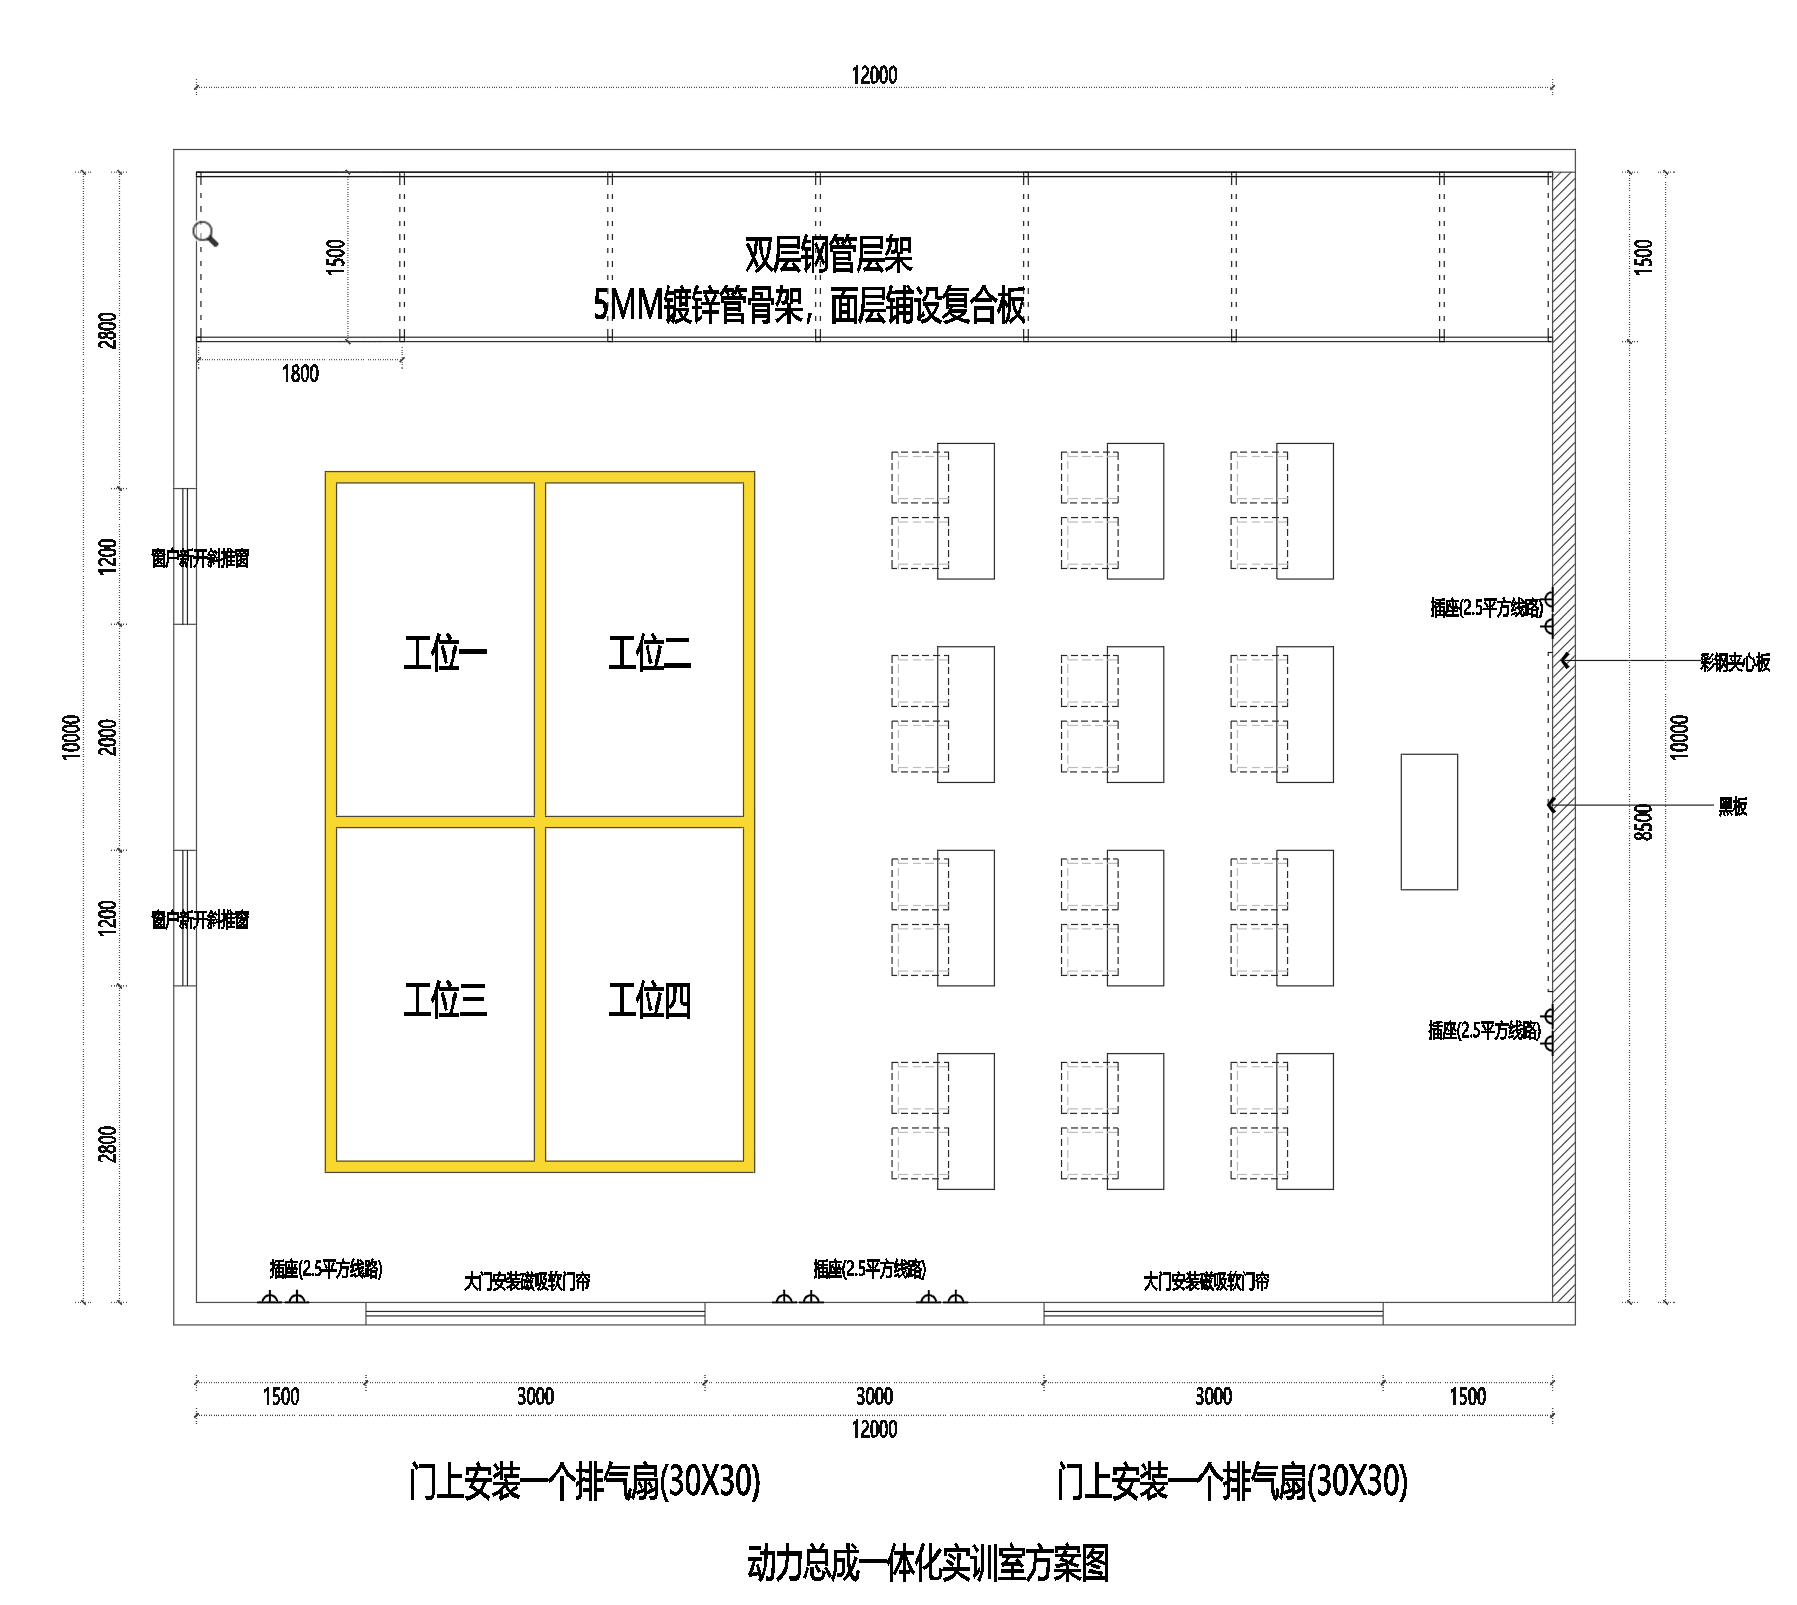 12000
1500
双层钢管层架
5MM镀锌管骨架，面层铺设复合板
1500
2800
1800
1200
窗户新开斜推窗
插座(2.5平方线路)
工位一
工位二
彩钢夹心板
10000
2000
10000
黑板
8500
1200
窗户新开斜推窗
工位三
工位四
插座(2.5平方线路)
2800
插座(2.5平方线路)
大门安装磁吸软门帘
插座(2.5平方线路)
大门安装磁吸软门帘
1500
3000
3000
3000
1500
12000
门上安装一个排气扇(30X30)
门上安装一个排气扇(30X30)
动力总成一体化实训室方案图